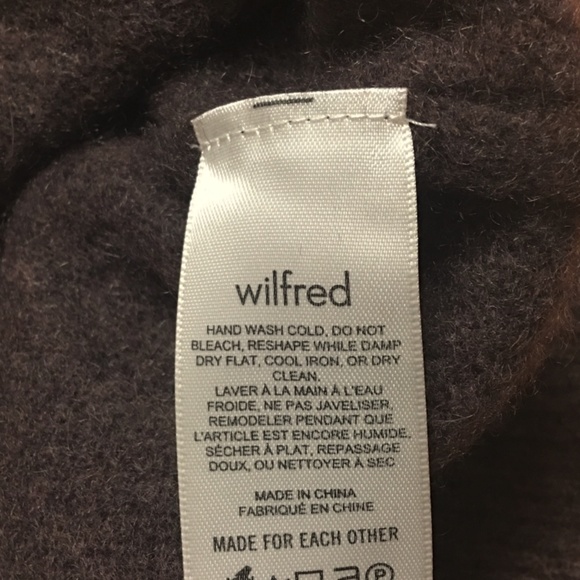 wilfred
HAND WASH COLD, DO NOT
BLEACH, RESHAPE WHILE DAMP
DRY FLAT, COOL IRON, OR DRY
CLEAN.
LAVER À LA MAIN À L'EAU
FROIDE, NE PAS JAVELISER,
REMODELER PENDANT QUE
L'ARTICLE EST ENCORE HUMIDE.
SÉCHER À PLAT, REPASSAGE
DOUX, OU NETTOYER À SEC
MADE IN CHINA
FABRIQUÉ EN CHINE
MADE FOR EACH OTHER
P